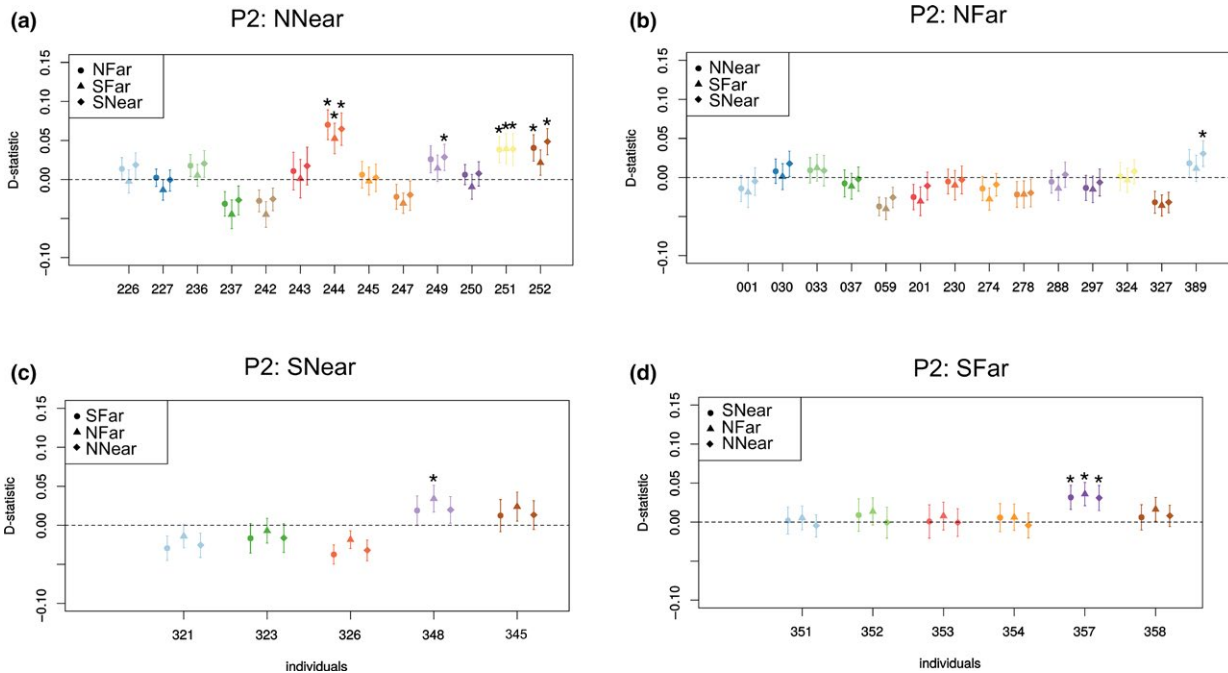 (a)
P2: NNear
D-statistic
0.15
0.10
0.05
0.00
−0.10
NFar
SFar
SNear
* * *
*
***
* *
226 227 236 237 242 243 244 245 247 249 250 251 252
(b)
P2: NFar
D-statistic
0.15
0.10
0.05
0.00
−0.10
NNear
SFar
SNear
*
001 030 033 037 059 201 230 274 278 288 297 324 327 389
(c)
P2: SNear
D-statistic
0.15
0.10
0.05
0.00
−0.10
SFar
NFar
NNear
*
321 323 326 348 345
individuals
(d)
P2: SFar
D-statistic
0.15
0.10
0.05
0.00
−0.10
SNear
NFar
NNear
* * *
351 352 353 354 357 358
individuals